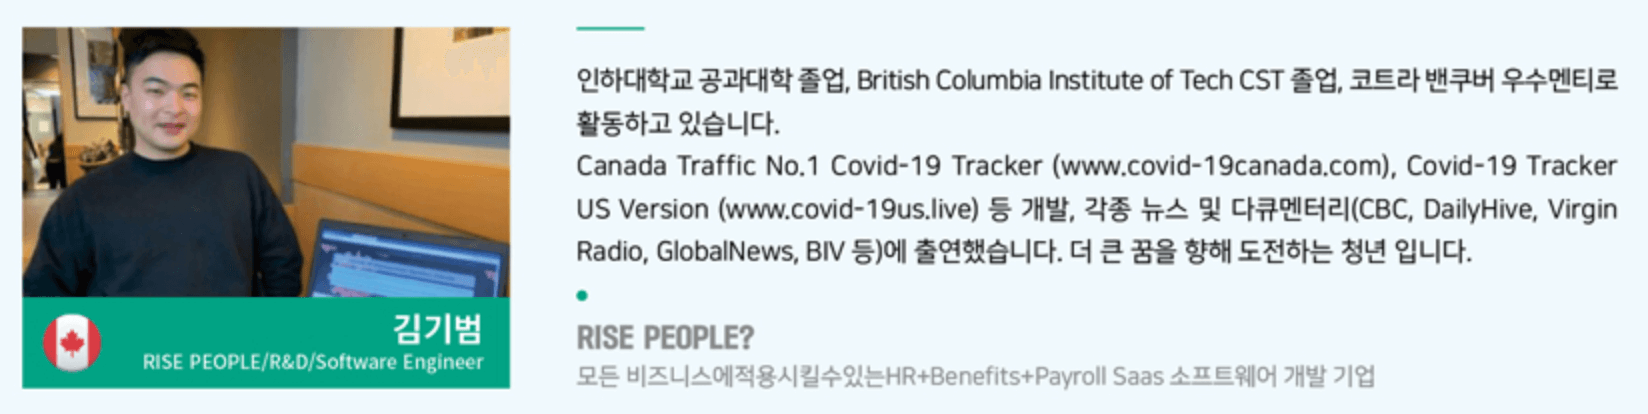 인하대학교 공과대학 졸업, British Columbia Institute of Tech CST 졸업, 코트라 밴쿠버 우수멘티로
활동하고 있습니다.
Canada Traffic No.1 Covid-19 Tracker (www.covid-19canada.com), Covid-19 Tracker
US Version (www.covid-19us.live) 등 개발, 각종 뉴스 및 다큐멘터리(CBC, DailyHive, Virgin
Radio, GlobalNews, BIV 등)에 출연했습니다. 더 큰 꿈을 향해 도전하는 청년 입니다.
김기범
RISE PEOPLE/R&D/Software Engineer
RISE PEOPLE?
모든 비즈니스에적용시킬수있는HR+Benefits+Payroll Saas 소프트웨어 개발 기업